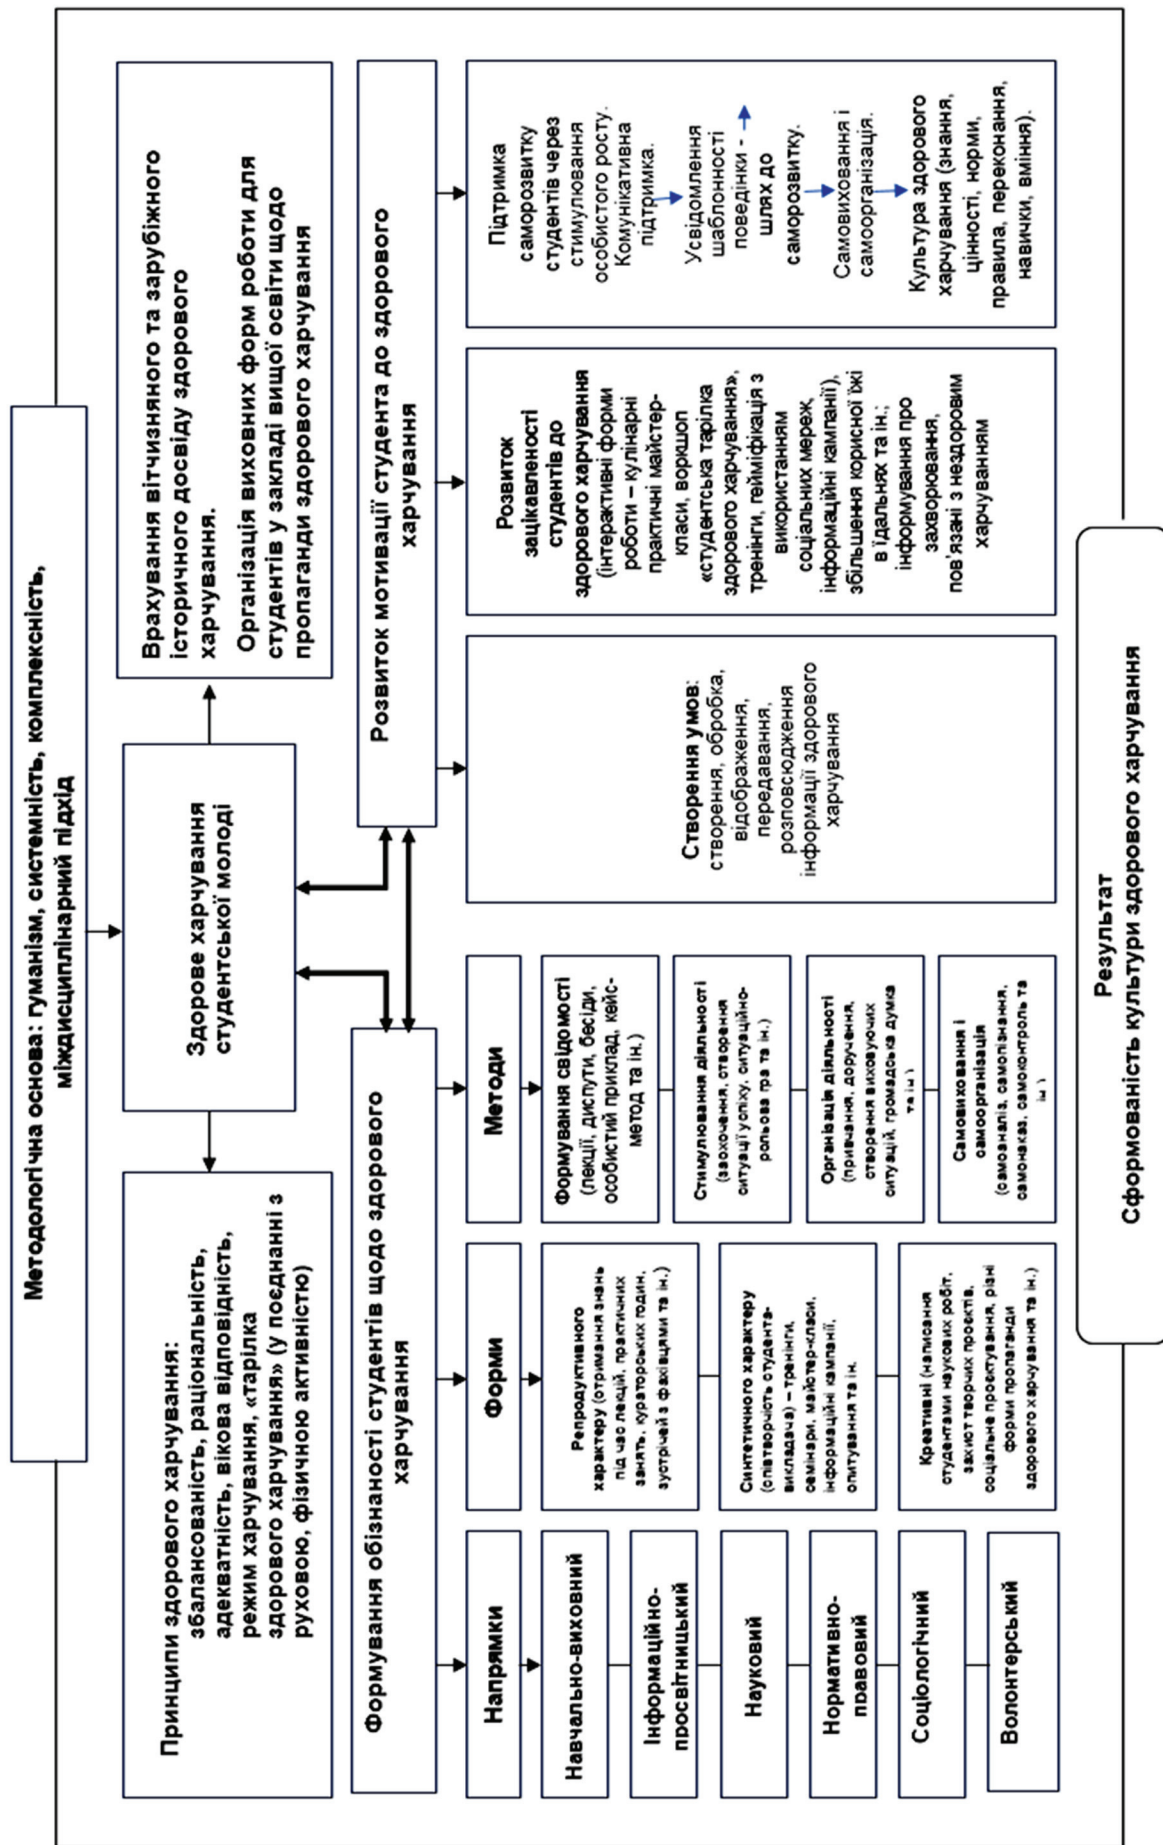 Методологічна основа: гуманізм, системність, комплексність,
міждисциплінарний підхід
Принципи здорового харчування:
збалансованість, раціональність,
адекватність, вікова відповідність,
режим харчування, «тарілка
здорового харчування» (у поєднанні з
руховою, фізичною активністю)
Здорове харчування
студентської молоді
Врахування вітчизняного та зарубіжного
історичного досвіду здорового
харчування.
Організація виховних форм роботи для
студентів у закладі вищої освіти щодо
пропаганди здорового харчування
Формування обізнаності студентів щодо здорового
харчування
Розвиток мотивації студента до здорового
харчування
Напрямки
Навчально-виховний
Інформаційно-
просвітницький
Науковий
Нормативно-
правовий
Соціологічний
Волонтерський
Форми
Репродуктивного
характеру (отримання знань
під час лекцій, практичних
занять, кураторських годин,
зустрічей з фахівцями та ін.)
Синтетичного характеру
(співтворчість студента-
викладача) – тренінги,
семінари, майстер-класи,
інформаційні кампанії,
опитування та ін.
Креативні (написання
студентами наукових робіт,
захист творчих проєктів,
соціальне проєктування, різні
форми пропаганди
здорового харчування та ін.)
Методи
Формування свідомості
(лекції, диспути, бесіди,
особистий приклад, кейс-
метод та ін.)
Стимулювання діяльності
(заохочення, створення
ситуації успіху, ситуаційно-
рольова гра та ін.)
Організація діяльності
(привчання, доручення,
створення виховуючих
ситуацій, громадська думка
та ін.)
Самовиховання і
самоорганізація
(самоаналіз, самопізнання,
самонаказ, самоконтроль та
ін.)
Створення умов:
створення, обробка,
відображення,
передавання,
розповсюдження
інформації здорового
харчування
Розвиток
зацікавленості
студентів до
здорового харчування
(інтерактивні форми
роботи – кулінарні
практичні майстер-
класи, воркшоп
«студентська тарілка
здорового харчування»,
тренінги, гейміфікація з
використанням
соціальних мереж,
інформаційні кампанії),
збільшення корисної їжі
в їдальнях та ін.;
інформування про
захворювання,
пов’язані з нездоровим
харчуванням
Підтримка
саморозвитку
студентів через
стимулювання
особистого росту.
Комунікативна
підтримка.
Усвідомлення
шаблонності
поведінки -
шлях до
саморозвитку.
Самовиховання і
самоорганізація.
Культура здорового
харчування (знання,
цінності, норми,
правила, переконання,
навички, вміння).
Результат
Сформованість культури здорового харчування